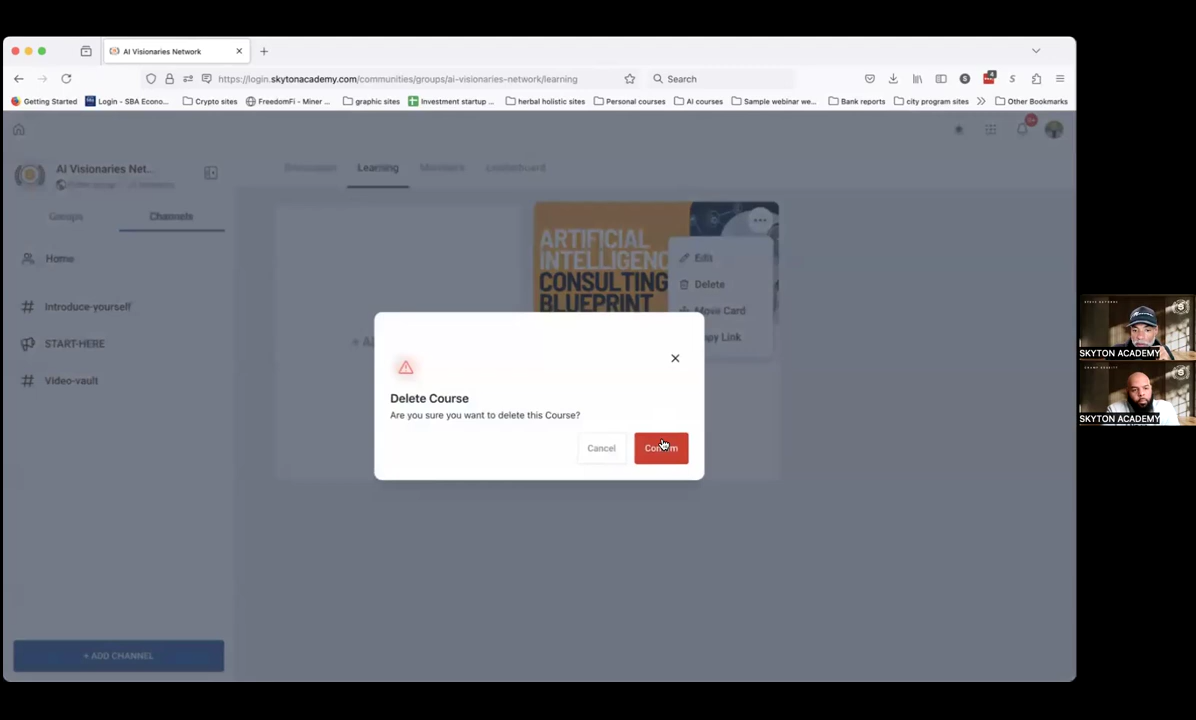 AI Visionaries Network
https://login.skytonacademy.com/communities/groups/ai-visionaries-network/learning
Search
4
S
Getting Started
Login - SBA Econo...
Crypto sites
FreedomFi - Miner ...
graphic sites
Investment startup ...
herbal holistic sites
Personal courses
AI courses
Sample webinar we...
Bank reports
city program sites
Other Bookmarks
AI Visionaries Net...
Discussion
Learning
Members
Leaderboard
Groups
Channels
Home
Introduce-yourself
START-HERE
Video-vault
+ ADD CHANNEL
ARTIFICIAL
INTELLIGENC
CONSULTING
BLUEPRINT
Edit
Delete
Move Card
py Link
Delete Course
Are you sure you want to delete this Course?
Cancel
SKYTON ACADEMY
SKYTON ACADEMY